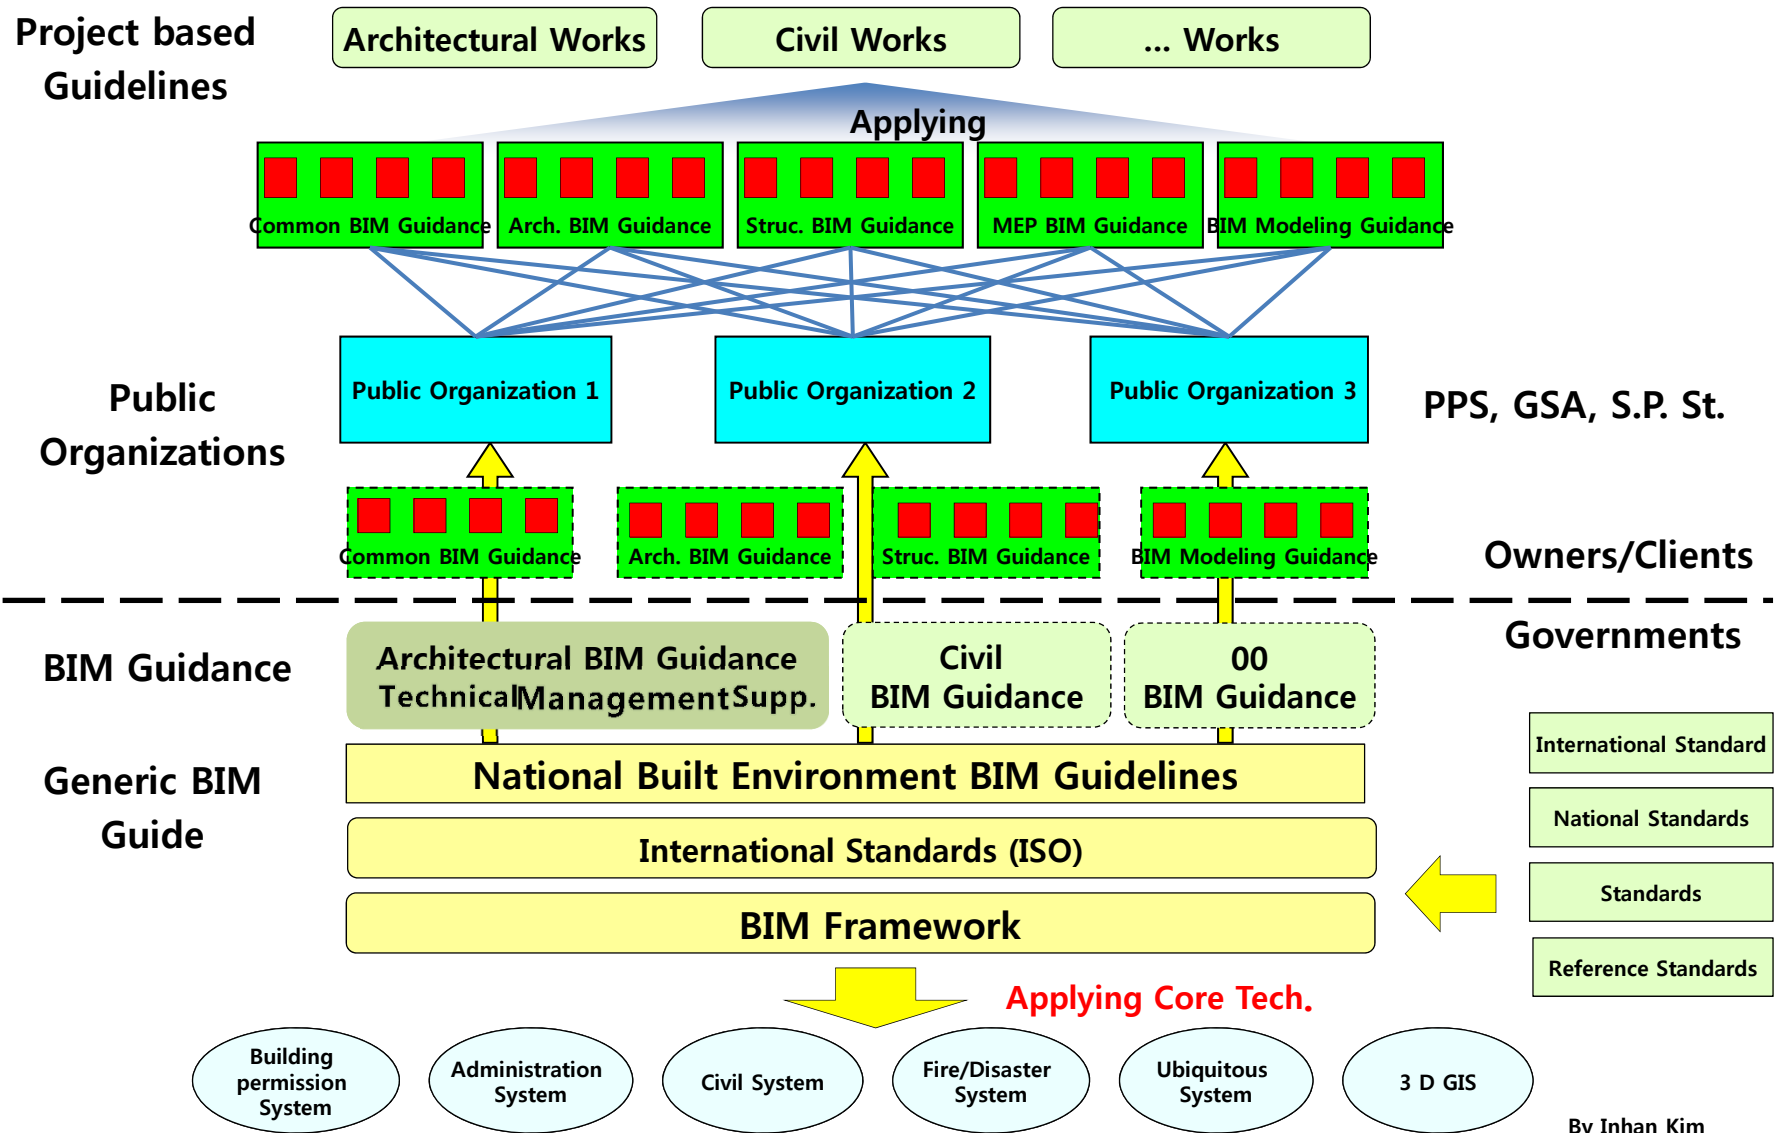 Project based
Guidelines
Architectural Works
Civil Works
... Works
Applying
Common BIM Guidance
Arch. BIM Guidance
Struc. BIM Guidance
MEP BIM Guidance
BIM Modeling Guidance
Public
Organizations
Public Organization 1
Public Organization 2
Public Organization 3
PPS, GSA, S.P. St.
Common BIM Guidance
Arch. BIM Guidance
Struc. BIM Guidance
BIM Modeling Guidance
Owners/Clients
Governments
BIM Guidance
Architectural BIM Guidance
Technical Management Supp.
Civil
BIM Guidance
00
BIM Guidance
Generic BIM
Guide
National Built Environment BIM Guidelines
International Standards (ISO)
BIM Framework
International Standard
National Standards
Standards
Reference Standards
Applying Core Tech.
Building
permission
System
Administration
System
Civil System
Fire/Disaster
System
Ubiquitous
System
3 D GIS
By Inhan Kim